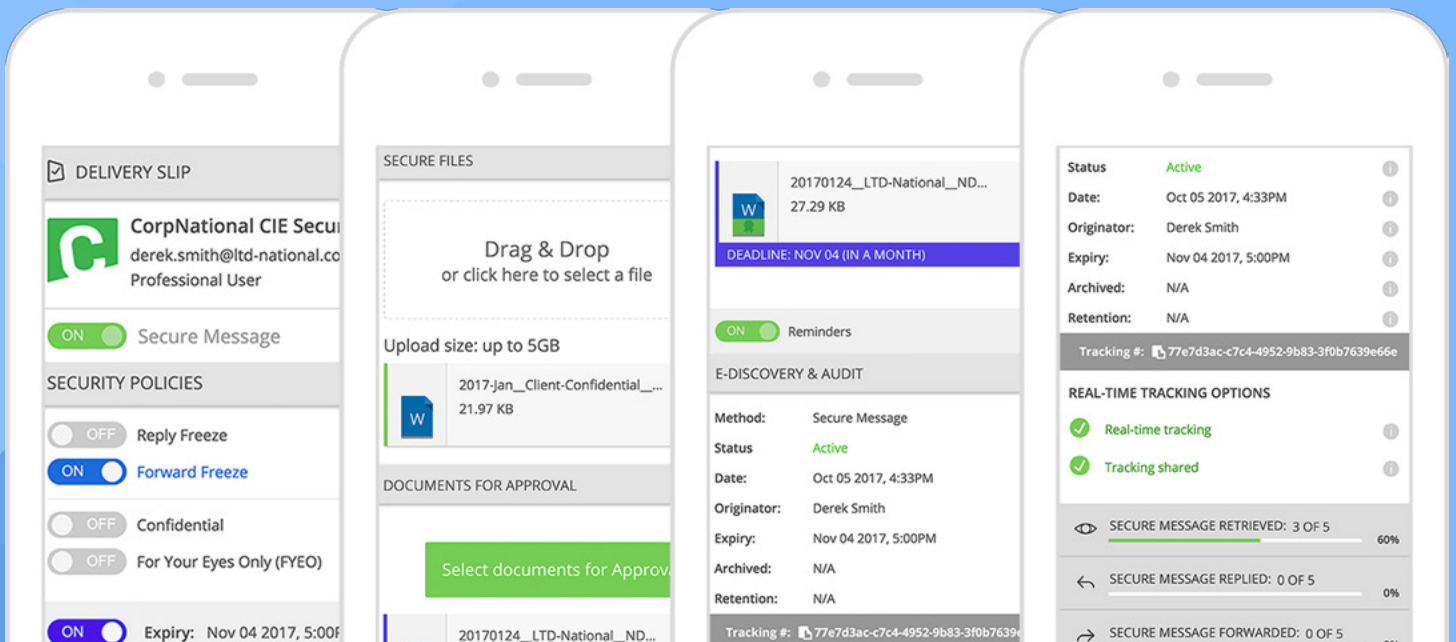 DELIVERY SLIP
CorpNational CIE Secu
derek.smith@ltd-national.co
Professional User
ON Secure Message
SECURITY POLICIES
OFF Reply Freeze
ON Forward Freeze
OFF Confidential
OFF For Your Eyes Only (FYEO)
ON Expiry: Nov 04 2017, 5:00
SECURE FILES
Drag & Drop
or click here to select a file
Upload size: up to 5GB
W
2017-Jan__Client-Confidential__...
21.97 KB
DOCUMENTS FOR APPROVAL
Select documents for Approv
20170124__LTD-National__ND...
W
20170124__LTD-National__ND...
27.29 KB
DEADLINE: NOV 04 (IN A MONTH)
ON Reminders
E-DISCOVERY & AUDIT
Method: Secure Message
Status Active
Date: Oct 05 2017, 4:33PM
Originator: Derek Smith
Expiry: Nov 04 2017, 5:00PM
Archived: N/A
Retention: N/A
Tracking #: 77e7d3ac-c7c4-4952-9b83-3f0b7639
Status Active
Date: Oct 05 2017, 4:33PM
Originator: Derek Smith
Expiry: Nov 04 2017, 5:00PM
Archived: N/A
Retention: N/A
Tracking #: 77e7d3ac-c7c4-4952-9b83-3f0b7639e66e
REAL-TIME TRACKING OPTIONS
Real-time tracking
Tracking shared
SECURE MESSAGE RETRIEVED: 3 OF 5
60%
SECURE MESSAGE REPLIED: 0 OF 5
0%
SECURE MESSAGE FORWARDED: 0 OF 5